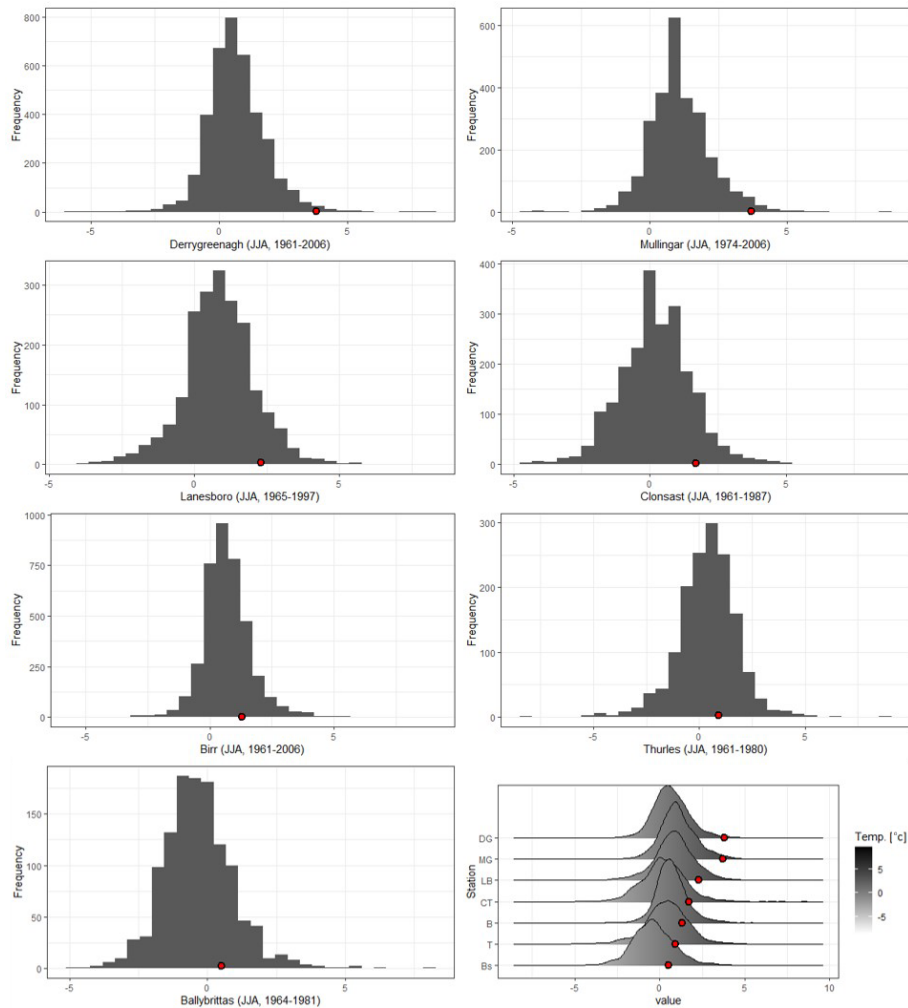 800
600
400
200
0
Frequency
-5
0
5
Derrygreenagh (JJA, 1961-2006)
600
400
200
0
Frequency
-5
0
5
Mullingar (JJA, 1974-2006)
300
200
100
0
Frequency
-5
0
5
Lanesboro (JJA, 1965-1997)
400
300
200
100
0
Frequency
-5
0
5
Clonsast (JJA, 1961-1987)
1000
750
500
250
0
Frequency
-5
0
5
Birr (JJA, 1961-2006)
300
200
100
0
Frequency
-5
0
5
Thurles (JJA, 1961-1980)
150
100
50
0
Frequency
-5
0
5
Ballybrittas (JJA, 1964-1981)
DG
MG
LB
CT
B
T
Bs
Station
-5
0
5
10
value
Temp. [°c]
5
0
-5